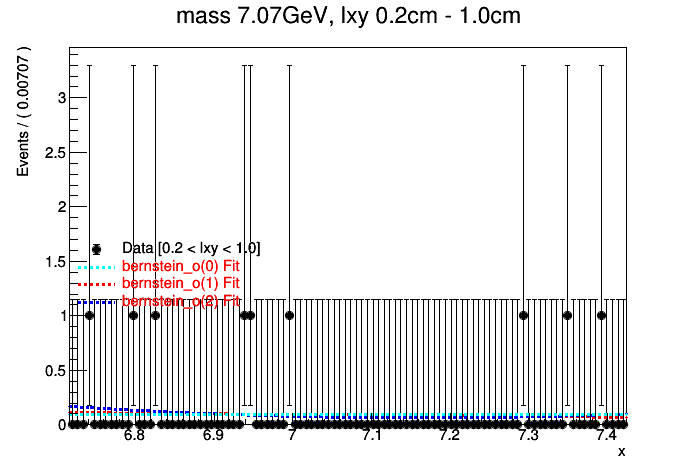 mass 7.07GeV, lxy 0.2cm - 1.0cm
Events / ( 0.00707 )
3
2.5
2
1.5
1
0.5
0
Data [0.2 < lxy < 1.0]
bernstein_o(0) Fit
bernstein_o(1) Fit
bernstein_o(2) Fit
6.8 6.9 7 7.1 7.2 7.3 7.4
x